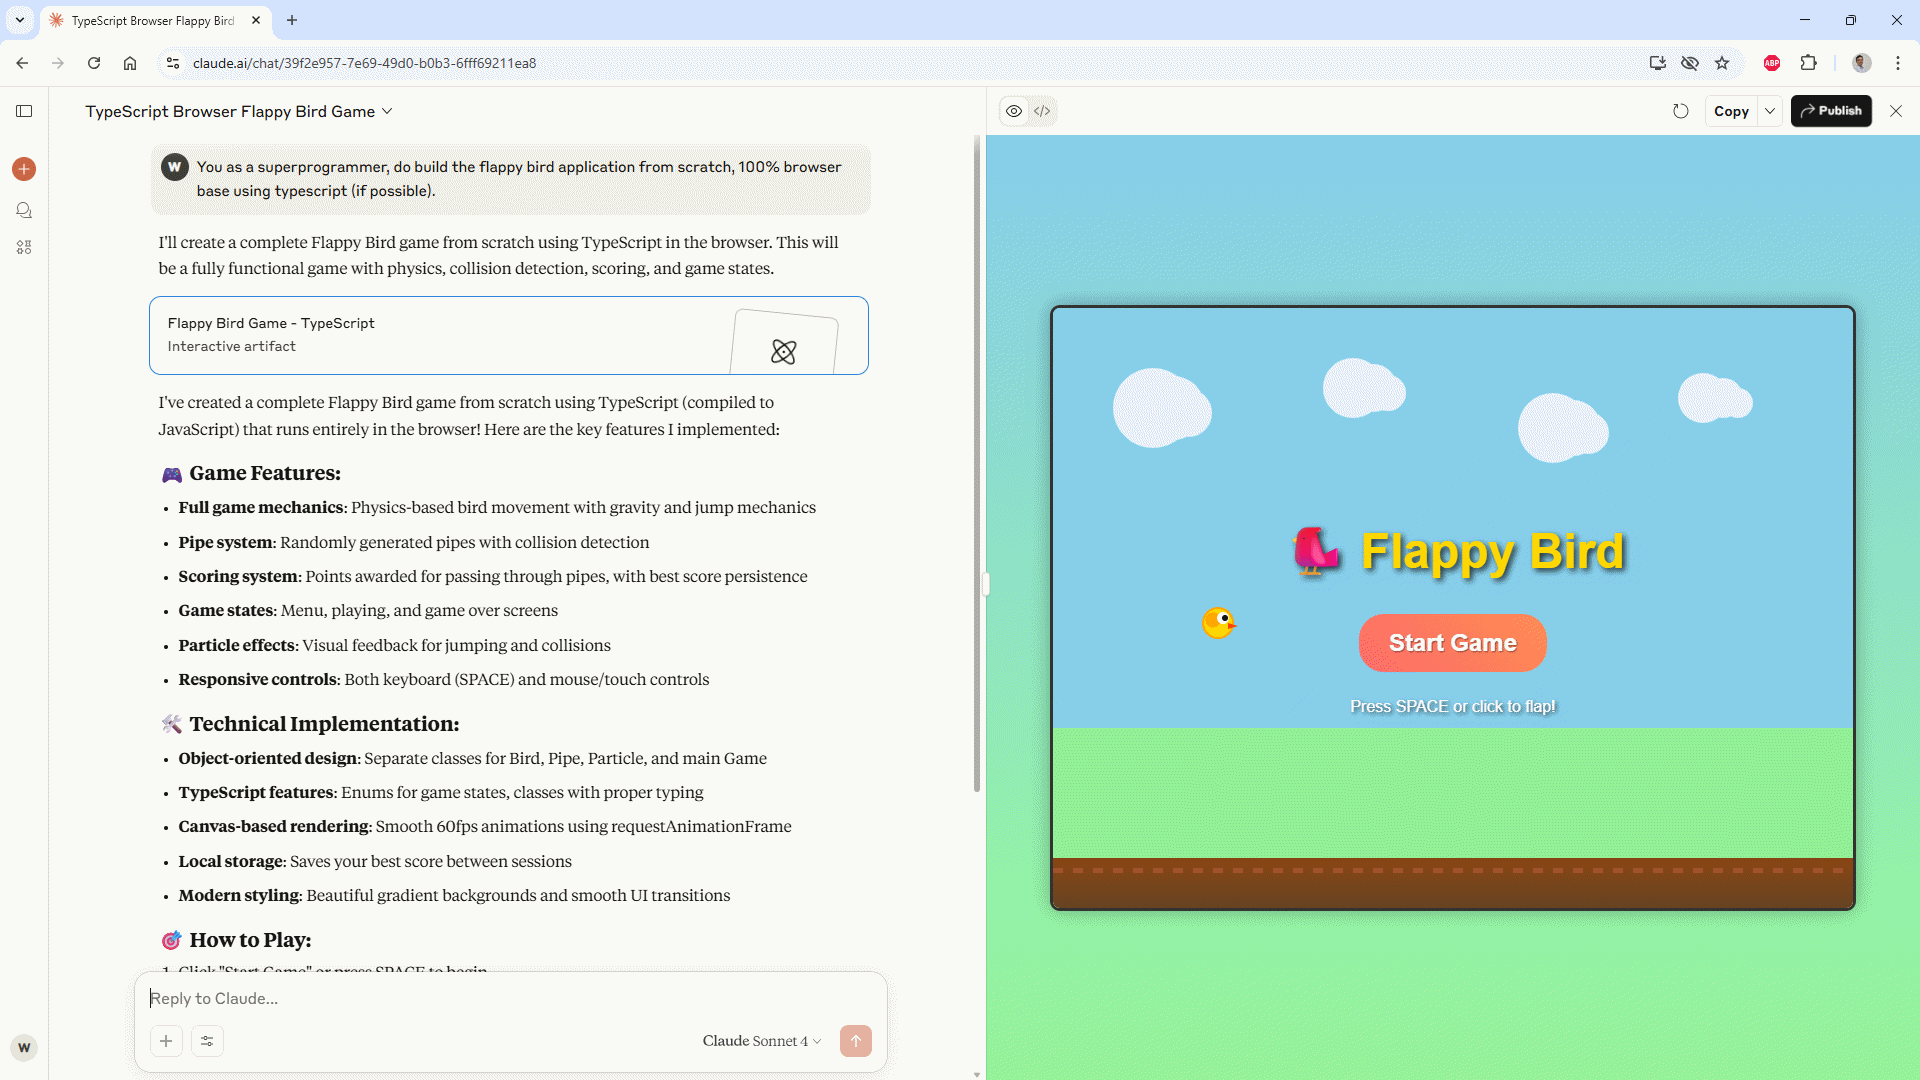 TypeScript Browser Flappy Bird
claude.ai/chat/39f2e957-7e69-49d0-b0b3-6fff69211ea8
ABP
TypeScript Browser Flappy Bird Game
Copy
Publish
W
You as a superprogrammer, do build the flappy bird application from scratch, 100% browser
base using typescript (if possible).
I'll create a complete Flappy Bird game from scratch using TypeScript in the browser. This will
be a fully functional game with physics, collision detection, scoring, and game states.
Flappy Bird Game - TypeScript
Interactive artifact
I've created a complete Flappy Bird game from scratch using TypeScript (compiled to
JavaScript) that runs entirely in the browser! Here are the key features I implemented:
🎮 Game Features:
• Full game mechanics: Physics-based bird movement with gravity and jump mechanics
• Pipe system: Randomly generated pipes with collision detection
• Scoring system: Points awarded for passing through pipes, with best score persistence
• Game states: Menu, playing, and game over screens
• Particle effects: Visual feedback for jumping and collisions
• Responsive controls: Both keyboard (SPACE) and mouse/touch controls
🛠️ Technical Implementation:
• Object-oriented design: Separate classes for Bird, Pipe, Particle, and main Game
• TypeScript features: Enums for game states, classes with proper typing
• Canvas-based rendering: Smooth 60fps animations using requestAnimationFrame
• Local storage: Saves your best score between sessions
• Modern styling: Beautiful gradient backgrounds and smooth UI transitions
🎯 How to Play:
1. Click "Start Game" or press SPACE to begin
Reply to Claude...
Claude Sonnet 4
W
Flappy Bird
Start Game
Press SPACE or click to flap!